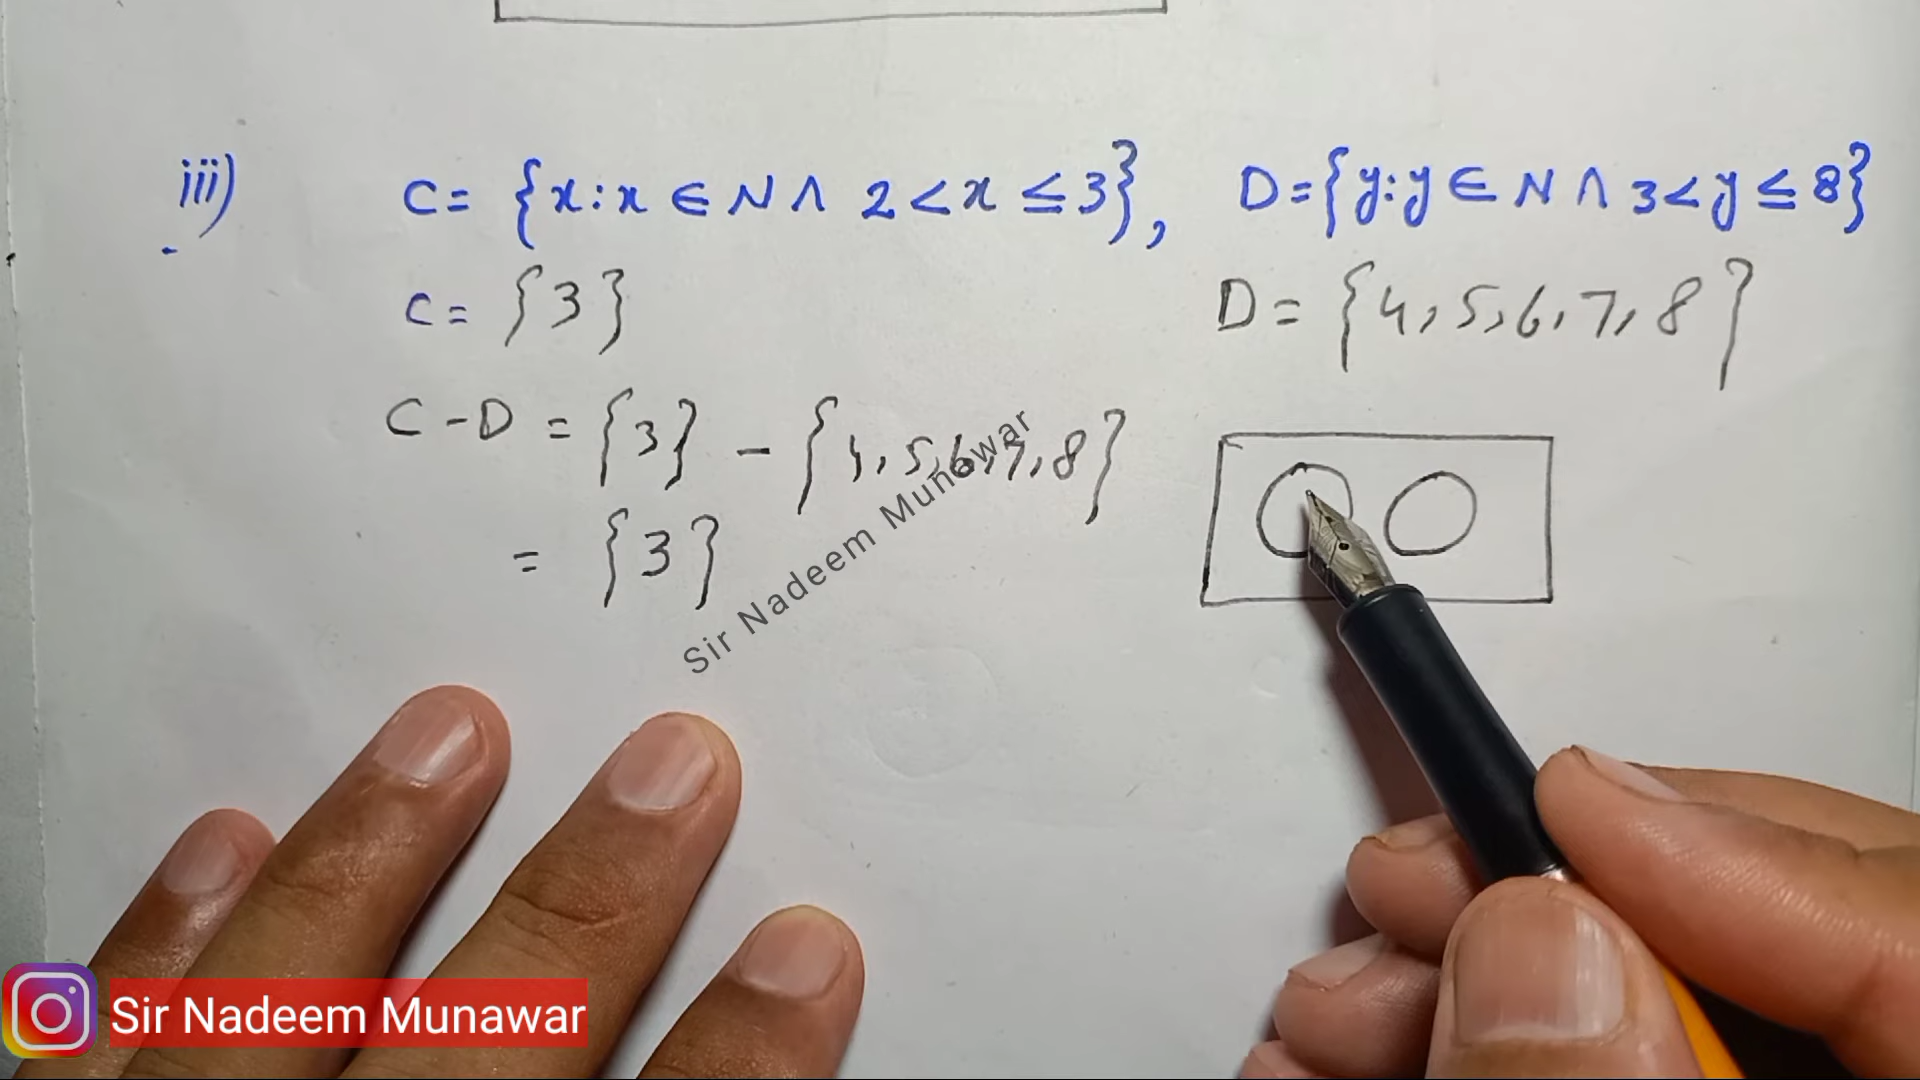 iii) C = {x : x ∈ N ∧ 2 < x ≤ 3}, D = {y : y ∈ N ∧ 3 < y ≤ 8}
C = {3} D = {4, 5, 6, 7, 8}
C - D = {3} - {4, 5, 6, 7, 8}
= {3}
Sir Nadeem Munawar
Sir Nadeem Munawar